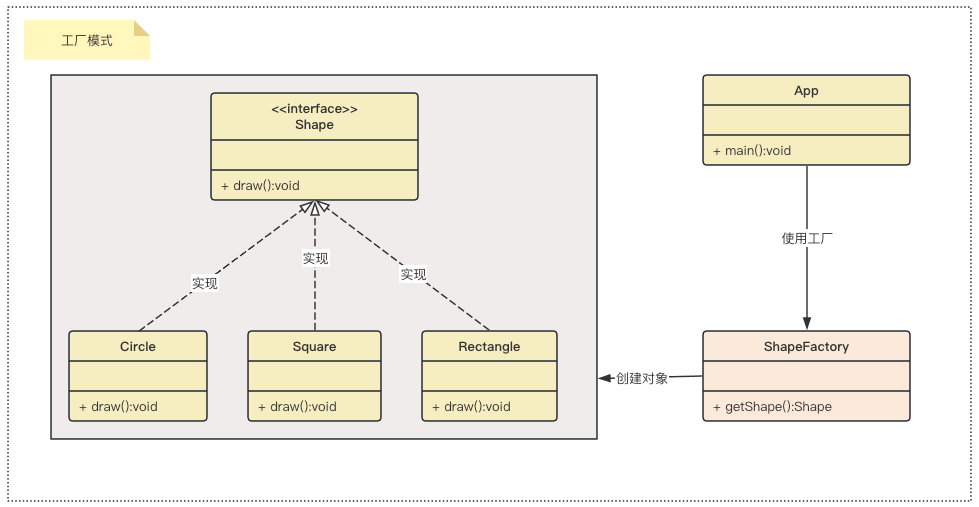 工厂模式
<<interface>>
Shape
+ draw():void
App
+ main():void
实现
实现
实现
使用工厂
Circle
+ draw():void
Square
+ draw():void
Rectangle
+ draw():void
创建对象
ShapeFactory
+ getShape():Shape